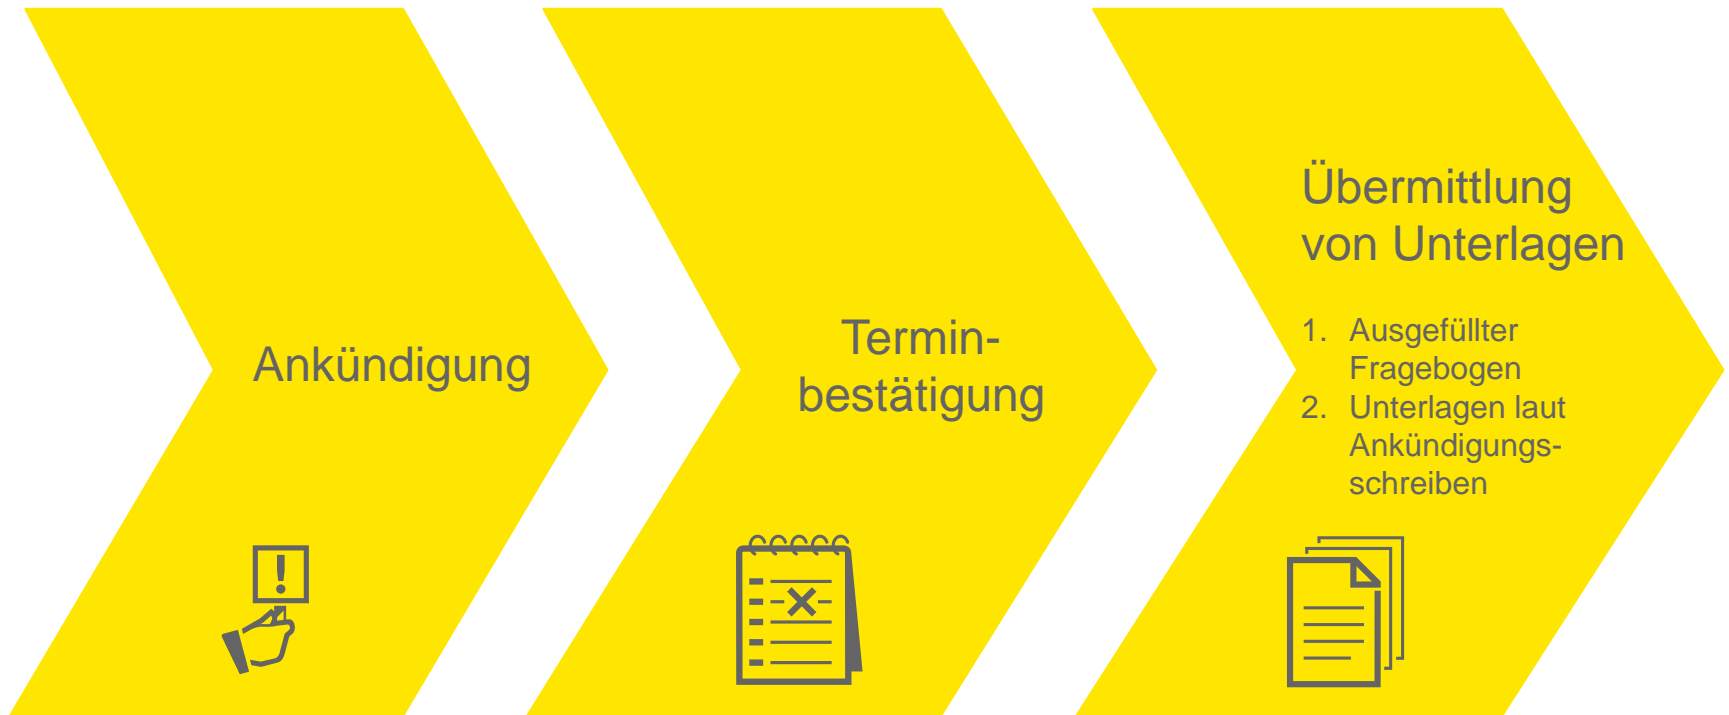 Ankündigung
Termin-
bestätigung
Übermittlung
von Unterlagen
1. Ausgefüllter
Fragebogen
2. Unterlagen laut
Ankündigungs-
schreiben